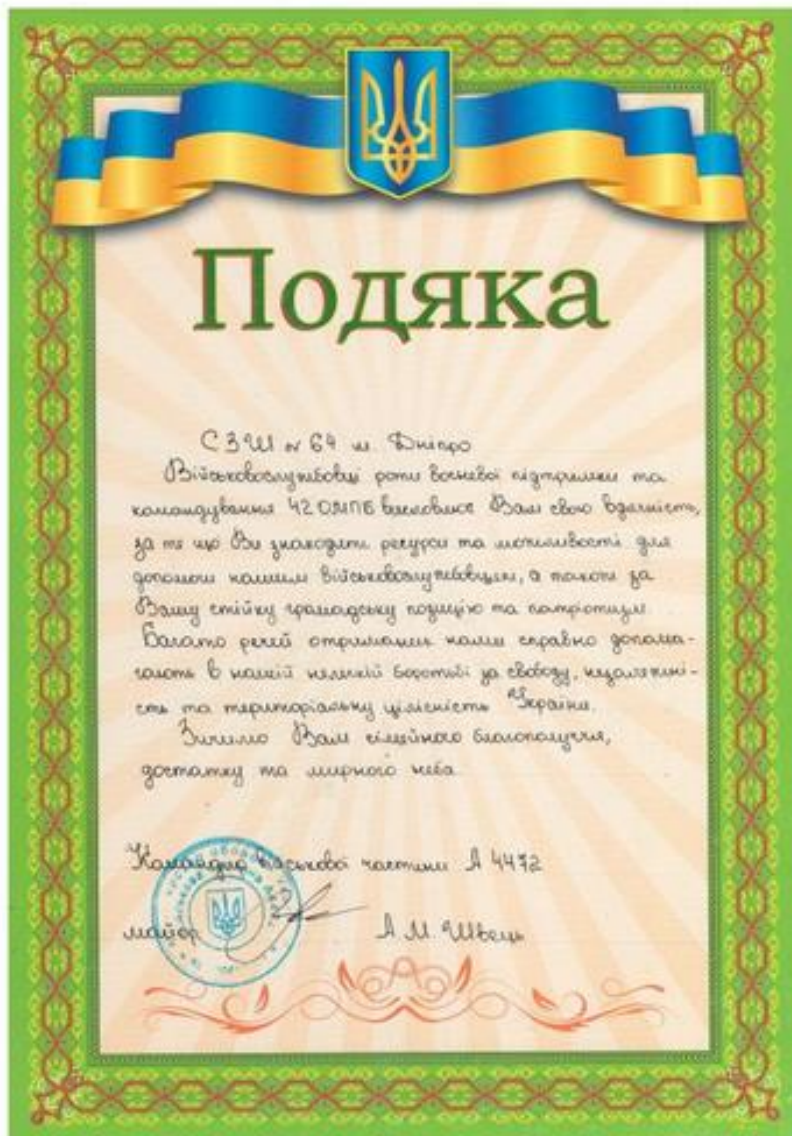 Подяка
СЗШ № 64 м. Дніпро
Військовослужбовці роти вогневої підтримки та
командування 42 ОМПБ висловлює Вам свою вдячність,
за те що Ви знаходите ресурси та можливості для
допомоги нашим військовослужбовцям, а також за
Вашу стійку громадську позицію та патріотизм.
Багато речей отриманих нами справно допома-
гають в нашій нелегкій боротьбі за свободу, незалежні-
сть та територіальну цілісність України.
Зичимо Вам сімейного благополуччя,
достатку та мирного неба
Командир військової частини А 4472
майор А.М. Швець